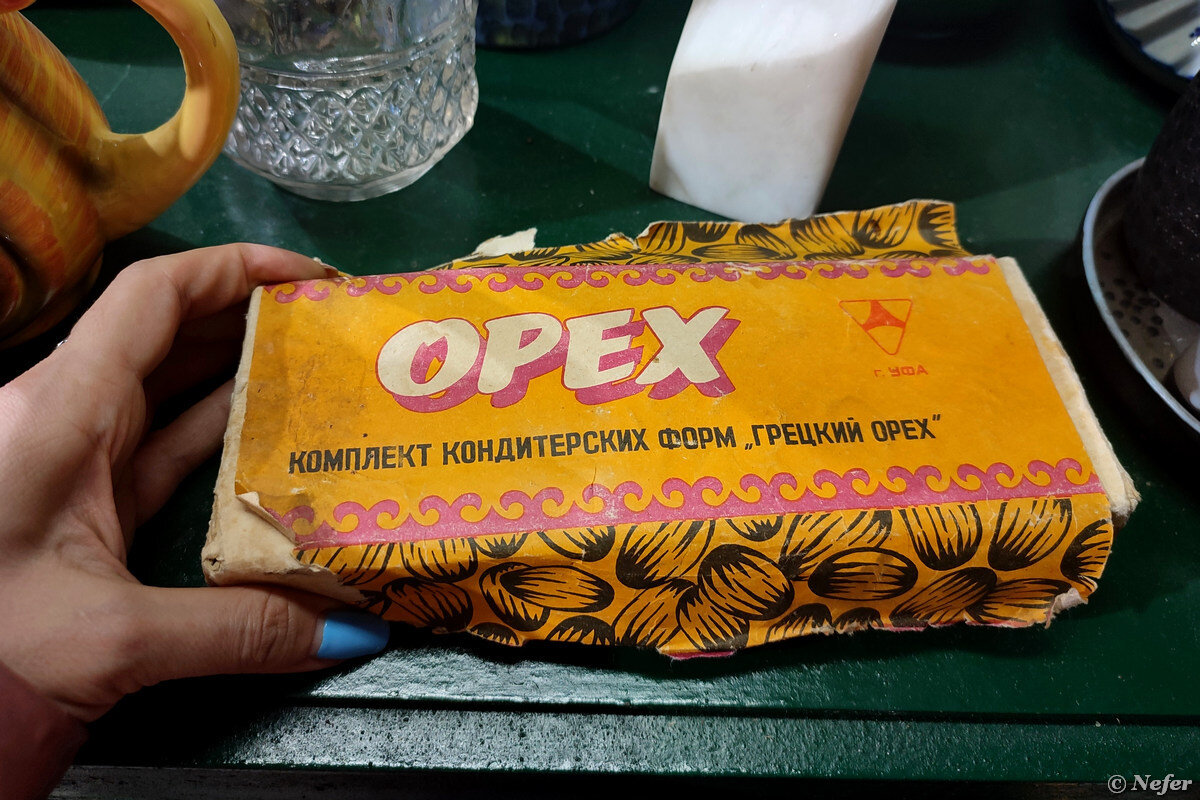 ОРЕХ
г. УФА
КОМПЛЕКТ КОНДИТЕРСКИХ ФОРМ „ГРЕЦКИЙ ОРЕХ"
© Nefer